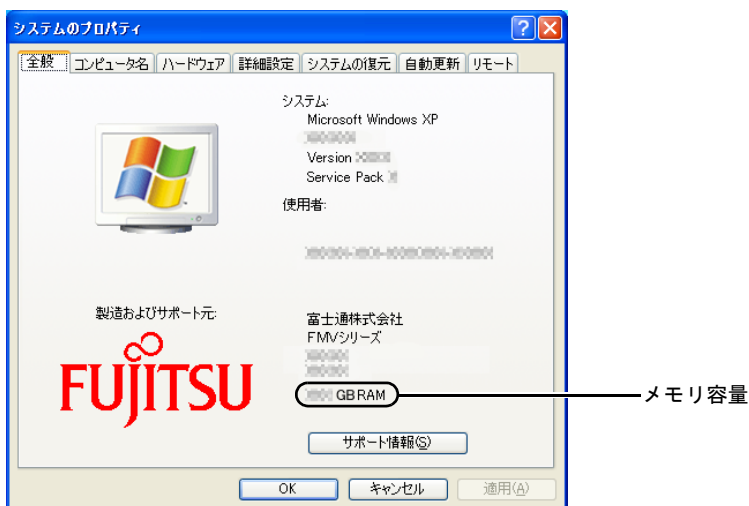 システムのプロパティ
全般 コンピュータ名 ハードウェア 詳細設定 システムの復元 自動更新 リモート
システム:
Microsoft Windows XP
Version
Service Pack
使用者:
製造およびサポート元:
富士通株式会社
FMVシリーズ
FUJITSU
GB RAM
メモリ容量
サポート情報(S)
OK キャンセル 適用(A)